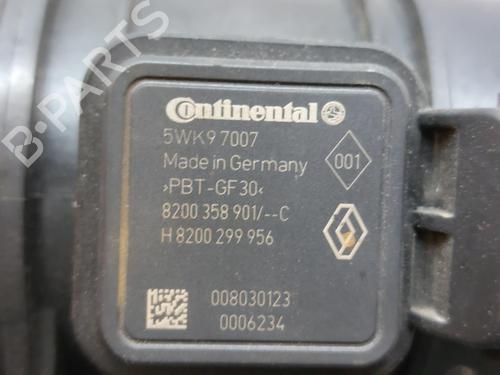 B-PARTS
Continental
5WK9 7007
Made in Germany
001
›PBT-GF30‹
8200 358 901/--C
H 8200 299 956
008030123
0006234